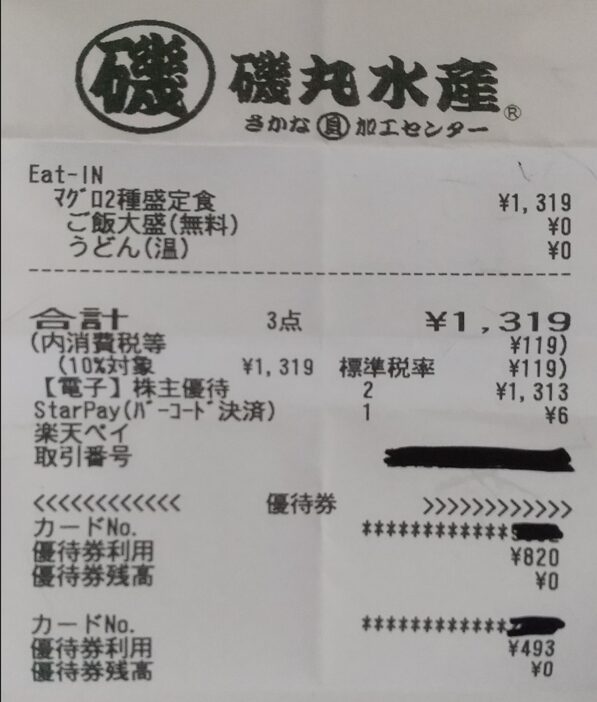 磯 磯丸水産®
さかな 貝 加工センター
Eat-IN
マグロ2種盛定食 ¥1,319
ご飯大盛(無料) ¥0
うどん(温) ¥0
--------------------------------
合計 3点 ¥1,319
(内消費税等 ¥119)
(10%対象 ¥1,319 標準税率 ¥119)
【電子】株主優待 2 ¥1,313
StarPay(バーコード決済) 1 ¥6
楽天ペイ
取引番号
<<<<<<<<<<<< 優待券 >>>>>>>>>>>>
カードNo. ************
優待券利用 ¥820
優待券残高 ¥0
カードNo. ************
優待券利用 ¥493
優待券残高 ¥0